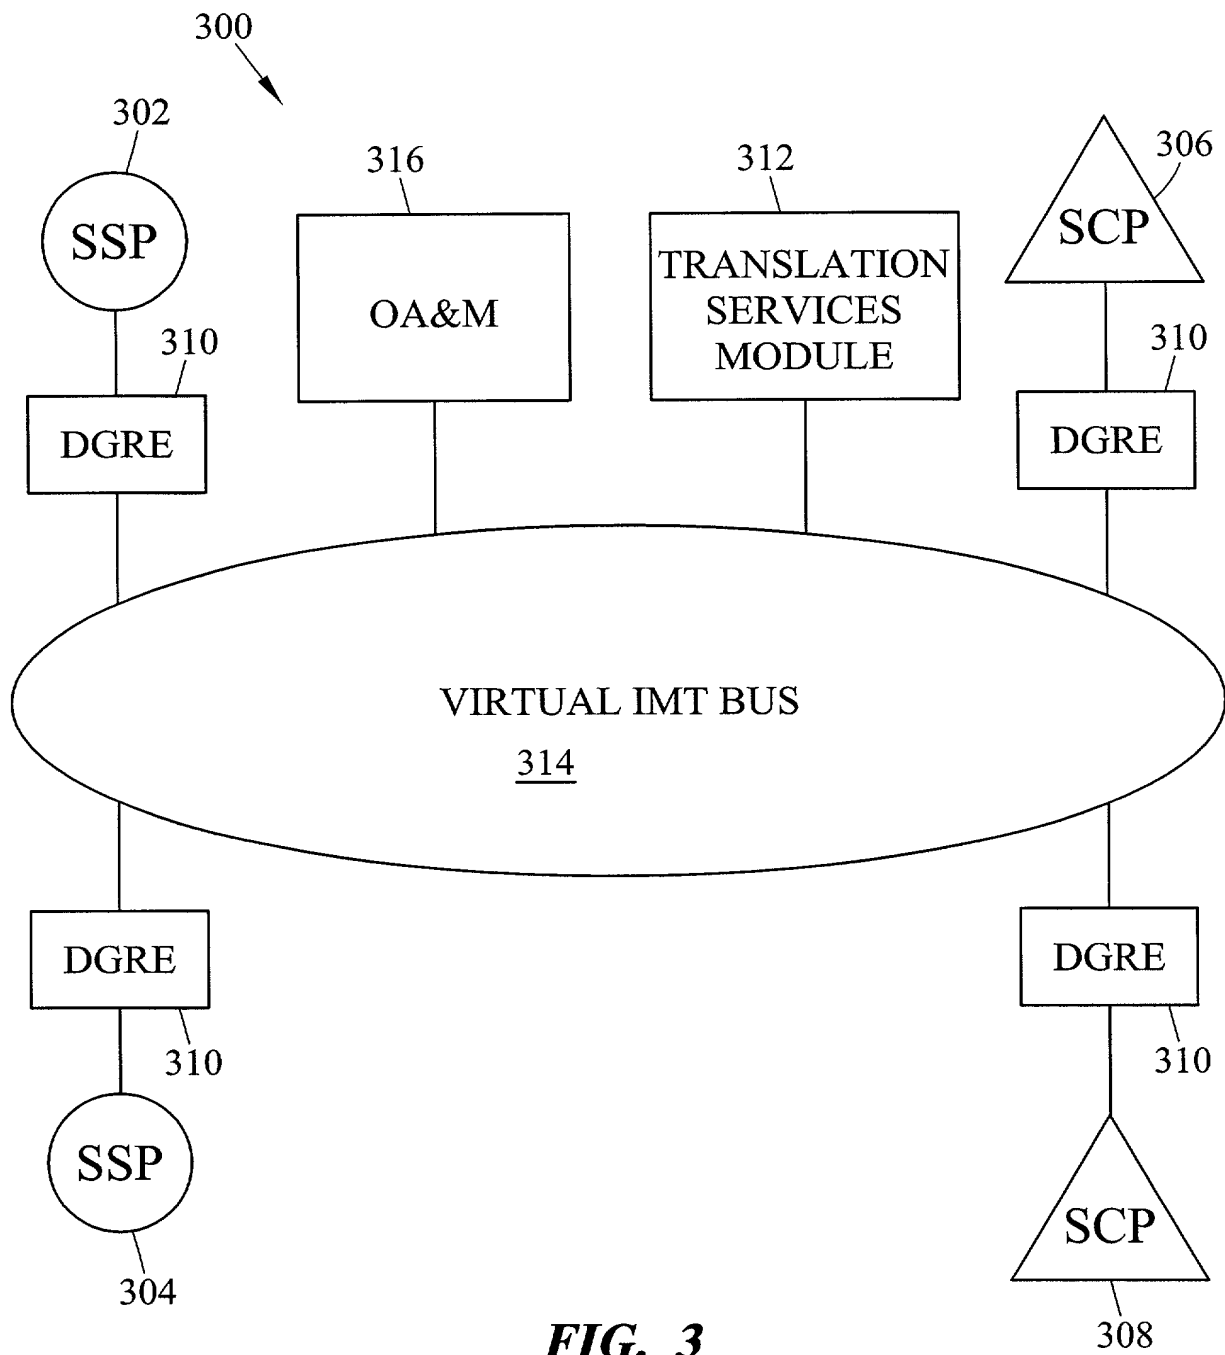 300
302
316
312
306
SSP
SCP
OA&M
TRANSLATION
SERVICES
MODULE
310
310
DGRE
DGRE
VIRTUAL IMT BUS
314
DGRE
DGRE
310
310
SSP
SCP
304
308
FIG. 3